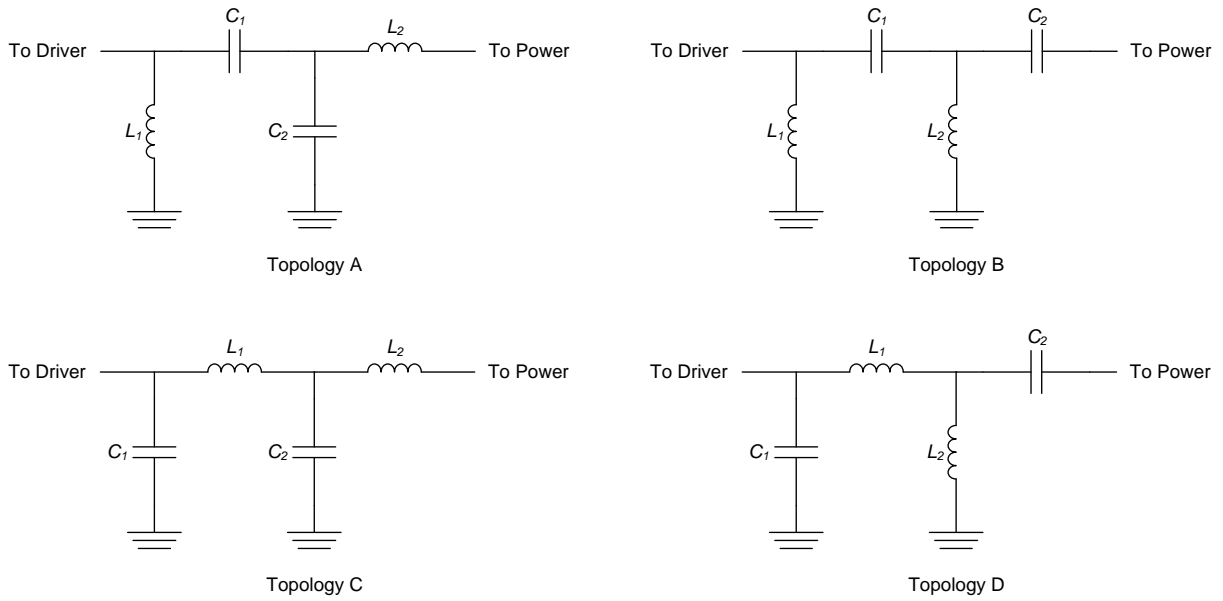 C1
L2
To Driver
To Power
L1
C2
Topology A
C1
C2
To Driver
To Power
L1
L2
Topology B
L1
L2
To Driver
To Power
C1
C2
Topology C
L1
C2
To Driver
To Power
C1
L2
Topology D